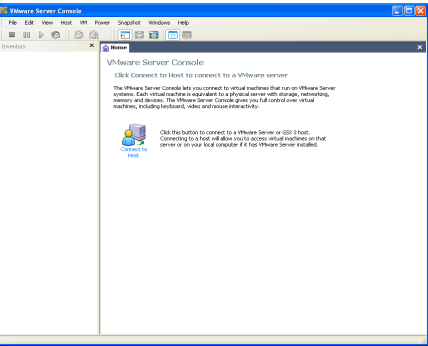 VMware Server Console
File Edit View Host VM Power Snapshot Windows Help
Inventory
Home
VMware Server Console
Click Connect to Host to connect to a VMware server
The VMware Server Console lets you connect to virtual machines that run on VMware Server
systems. Each virtual machine is equivalent to a physical server with storage, networking,
memory and devices. The VMware Server Console gives you full control over virtual
machines, including keyboard, video and mouse interactivity.
Click this button to connect to a VMware Server or GSX 3 host.
Connecting to a host will allow you to access virtual machines on that
server or on your local computer if it has VMware Server installed.
Connect to
Host